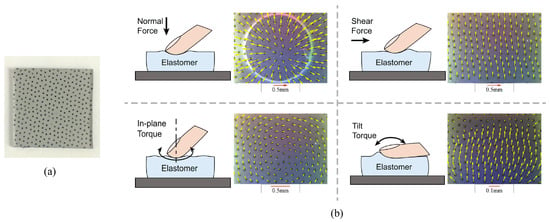 Normal
Force
Elastomer
0.5mm
Shear
Force
Elastomer
0.5mm
In-plane
Torque
Elastomer
0.5mm
Tilt
Torque
Elastomer
0.1mm
(a)
(b)